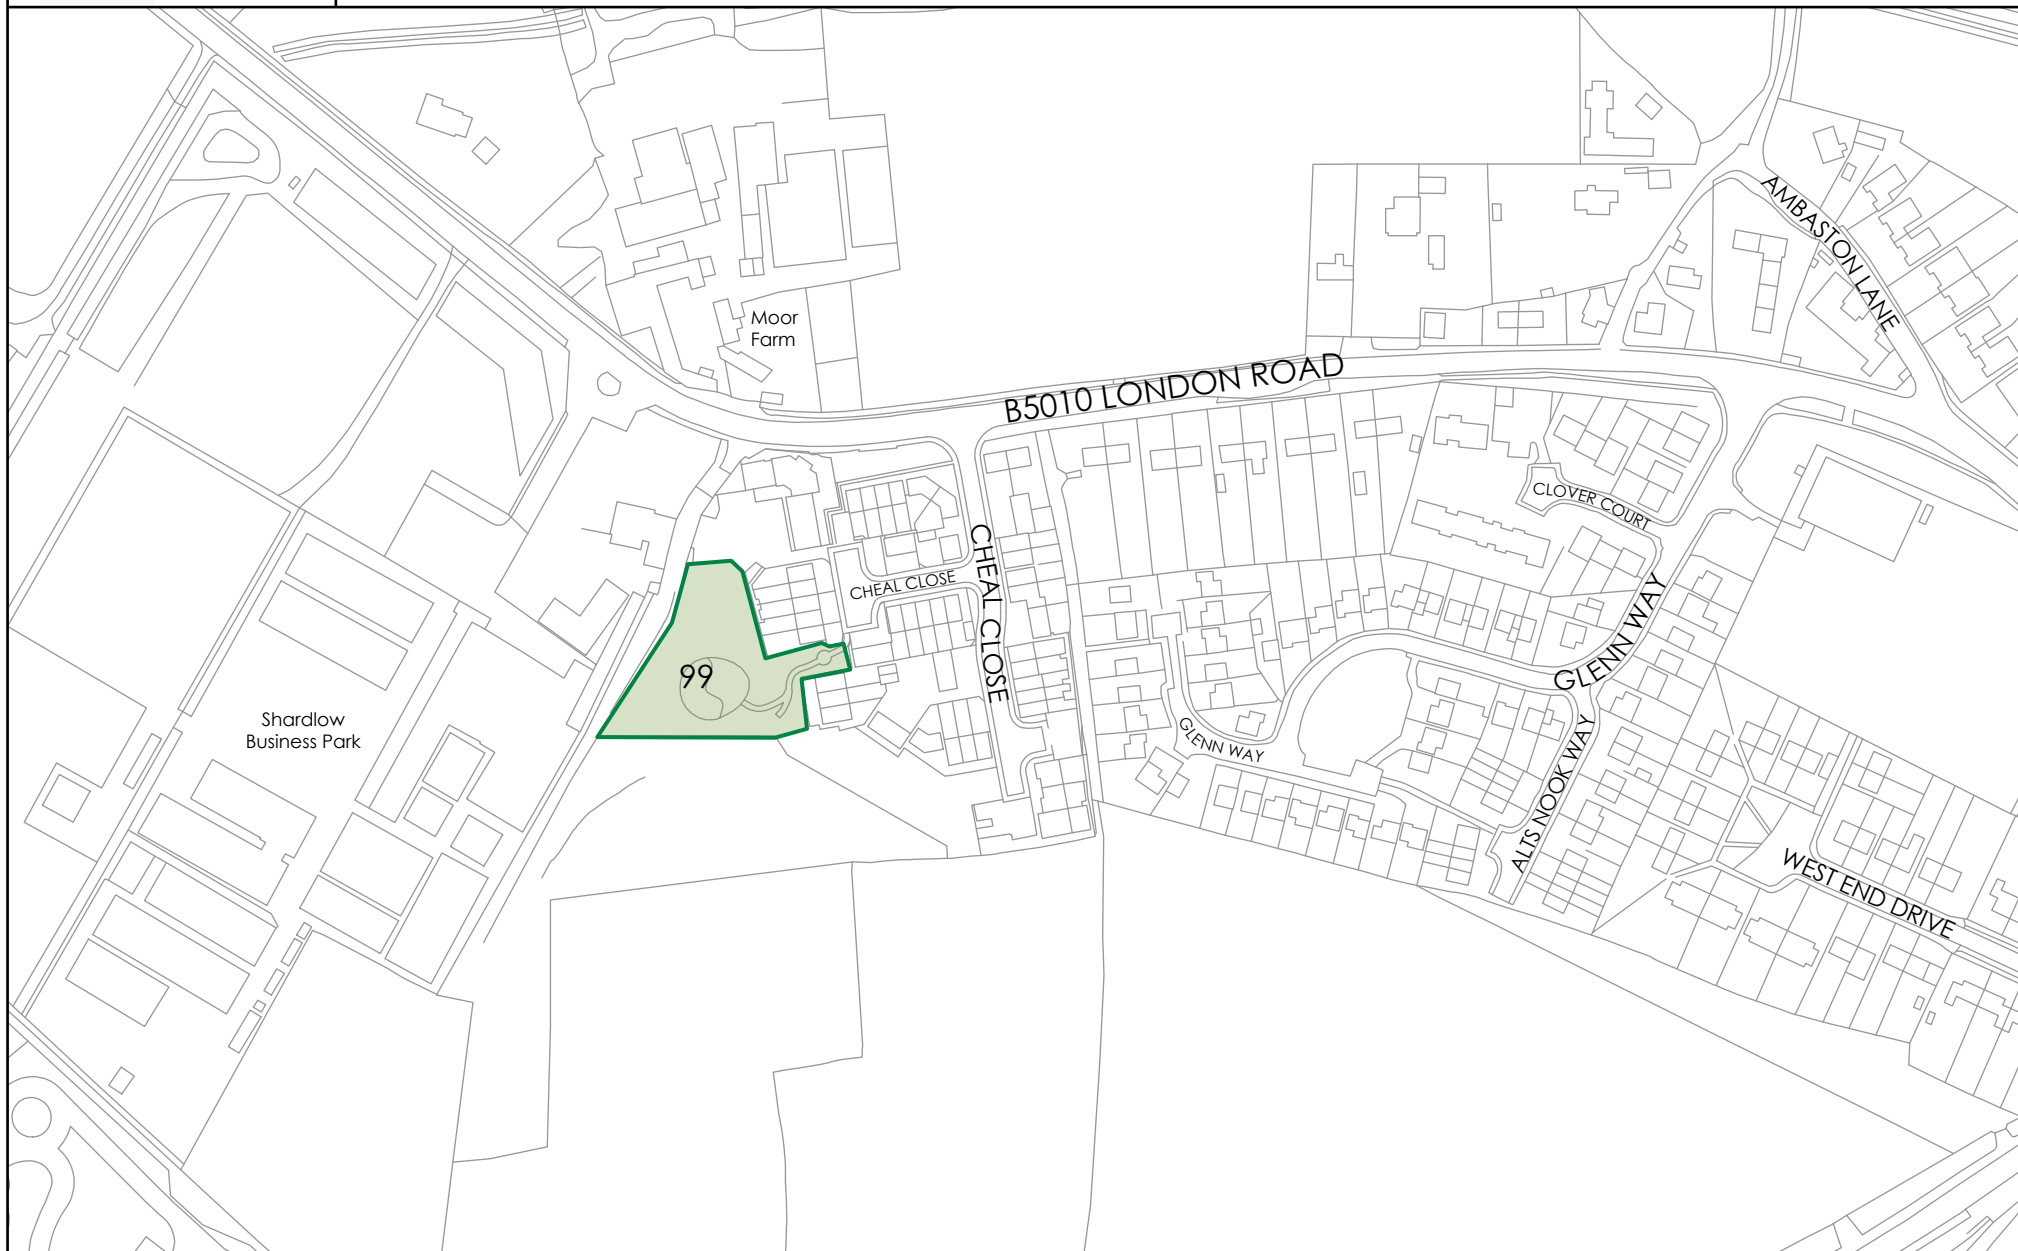 AMBASTON LANE
Moor
Farm
B5010 LONDON ROAD
CLOVER COURT
CHEAL CLOSE
CHEAL CLOSE
GLENN WAY
99
Shardlow
Business Park
GLENN WAY
ALTS NOOK WAY
WEST END DRIVE